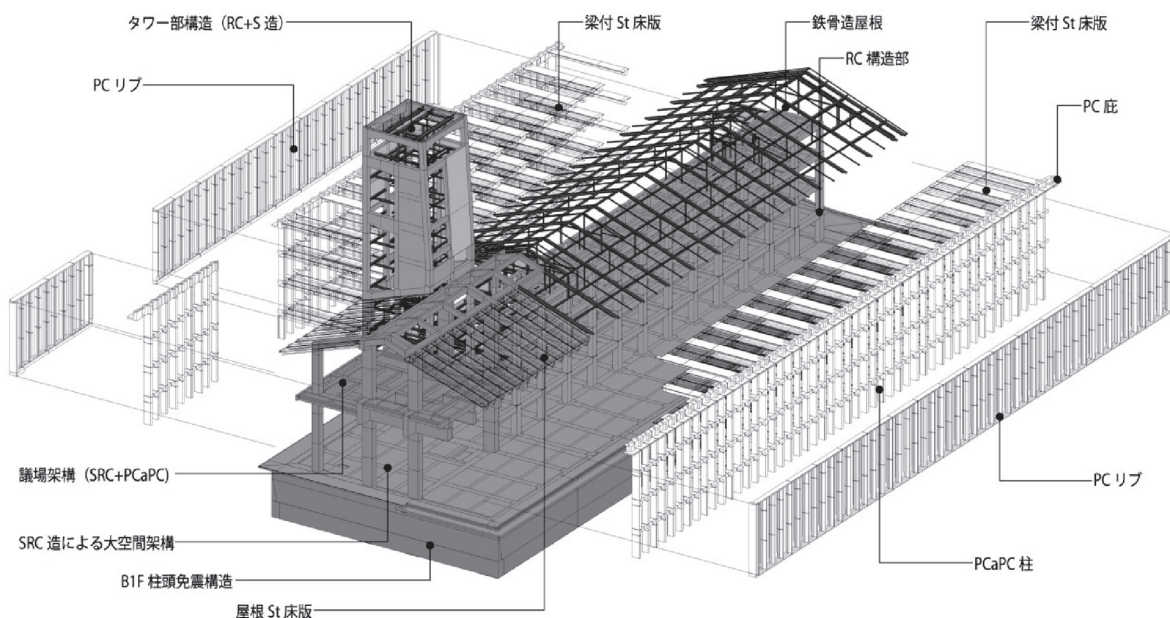 タワー部構造（RC+S 造）
梁付 St 床版
鉄骨造屋根
梁付 St 床版
RC 構造部
PC リブ
PC 庇
議場架構（SRC+PCaPC)
PC リブ
SRC 造による大空間架構
PCaPC 柱
B1F 柱頭免震構造
屋根 St 床版